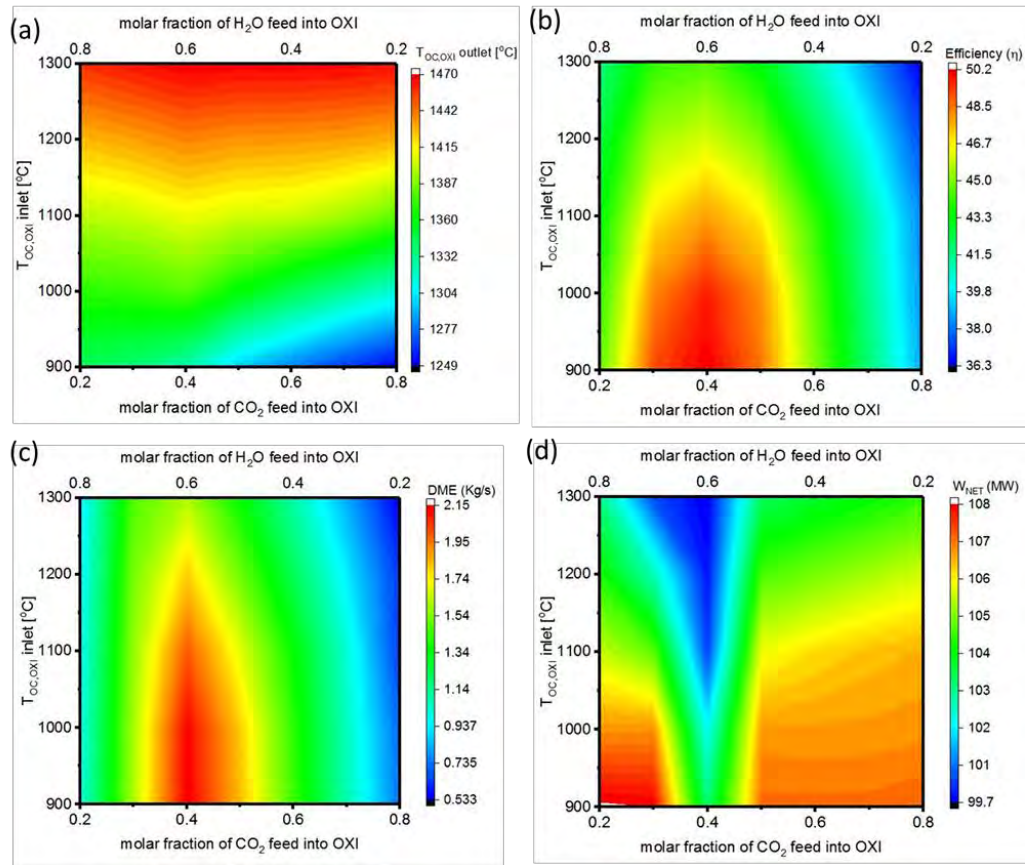 (a)
molar fraction of H₂O feed into OXI
0.8 0.6 0.4 0.2
T_OC,OXI outlet [°C]
1470
1442
1415
1387
1360
1332
1304
1277
1249
T_OC,OXI inlet [°C]
1300
1200
1100
1000
900
0.2 0.4 0.6 0.8
molar fraction of CO₂ feed into OXI
(b)
molar fraction of H₂O feed into OXI
0.8 0.6 0.4 0.2
Efficiency (η)
50.2
48.5
46.7
45.0
43.3
41.5
39.8
38.0
36.3
T_OC,OXI inlet [°C]
1300
1200
1100
1000
900
0.2 0.4 0.6 0.8
molar fraction of CO₂ feed into OXI
(c)
molar fraction of H₂O feed into OXI
0.8 0.6 0.4 0.2
DME (Kg/s)
2.15
1.95
1.74
1.54
1.34
1.14
0.937
0.735
0.533
T_OC,OXI inlet [°C]
1300
1200
1100
1000
900
0.2 0.4 0.6 0.8
molar fraction of CO₂ feed into OXI
(d)
molar fraction of H₂O feed into OXI
0.8 0.6 0.4 0.2
W_NET (MW)
108
106
105
104
103
102
101
99.7
T_OC,OXI inlet [°C]
1300
1200
1100
1000
900
0.2 0.4 0.6 0.8
molar fraction of CO₂ feed into OXI